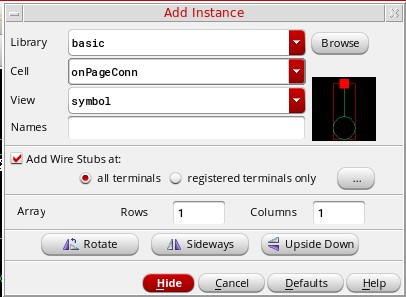 Add Instance
Library basic Browse
Cell onPageConn
View symbol
Names
Add Wire Stubs at:
all terminals registered terminals only ...
Array Rows 1 Columns 1
Rotate Sideways Upside Down
Hide Cancel Defaults Help